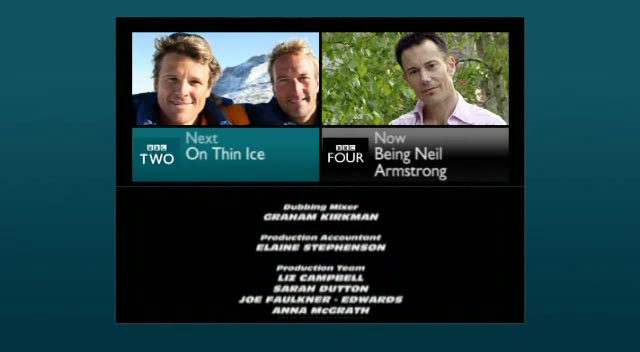 BBC
TWO
Next
On Thin Ice
BBC
FOUR
Now
Being Neil
Armstrong
Dubbing Mixer
GRAHAM KIRKMAN
Production Accountant
ELAINE STEPHENSON
Production Team
LIZ CAMPBELL
SARAH DUTTON
JOE FAULKNER - EDWARDS
ANNA McGRATH